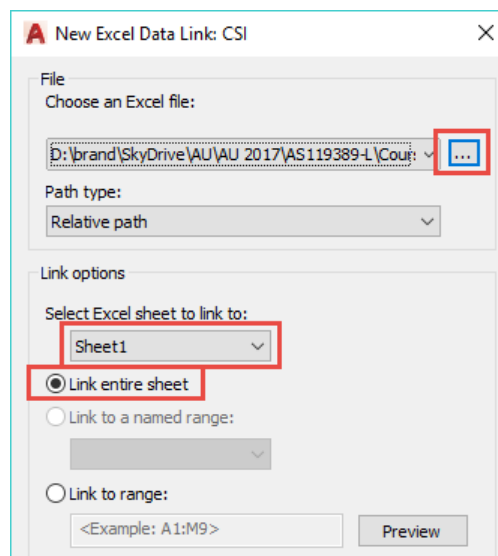 New Excel Data Link: CSI
File
Choose an Excel file:
D:\brand\SkyDrive\AU\AU 2017\AS119389-L\Cour: ...
Path type:
Relative path
Link options
Select Excel sheet to link to:
Sheet1
Link entire sheet
Link to a named range:
Link to range:
<Example: A1:M9> Preview